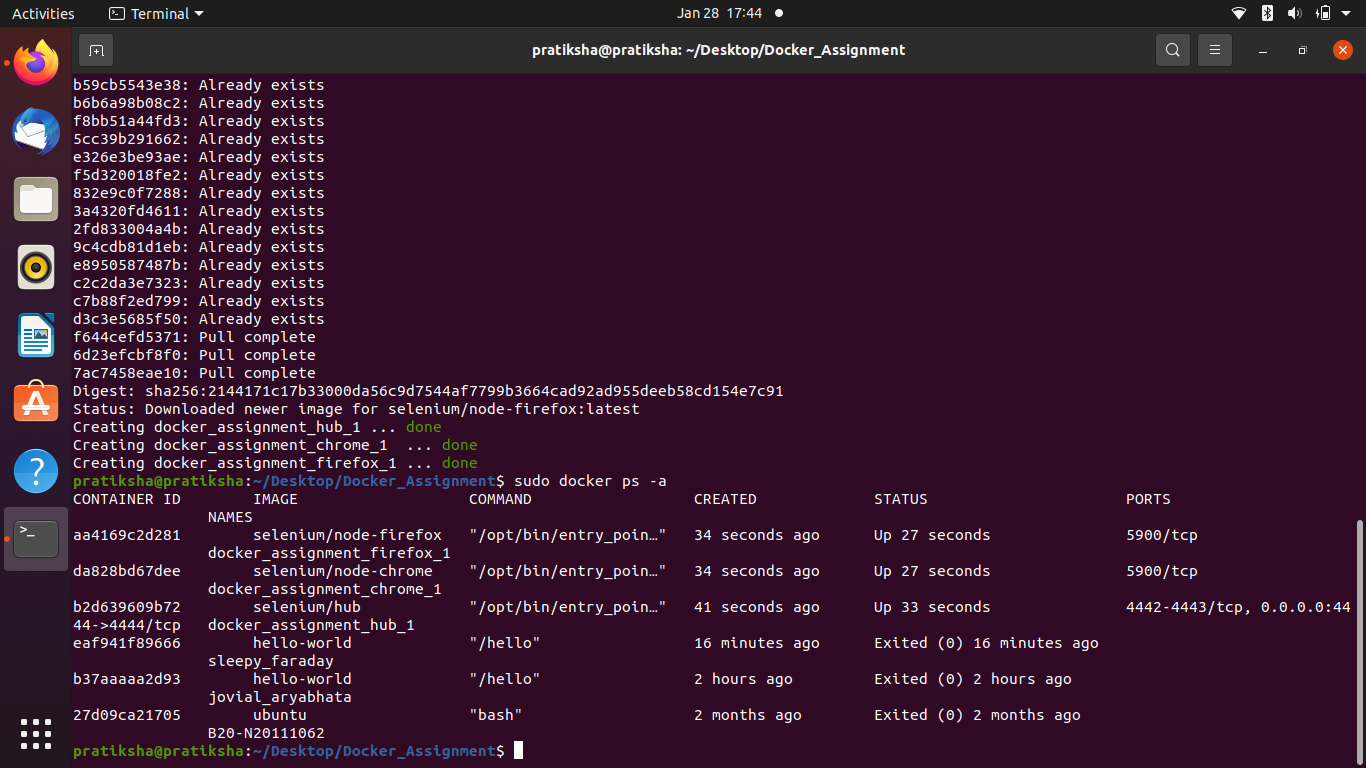 Activities Terminal Jan 28 17:44
pratiksha@pratiksha: ~/Desktop/Docker_Assignment
b59cb5543e38: Already exists
b6b6a98b08c2: Already exists
f8bb51a44fd3: Already exists
5cc39b291662: Already exists
e326e3be93ae: Already exists
f5d320018fe2: Already exists
832e9c0f7288: Already exists
3a4320fd4611: Already exists
2fd833004a4b: Already exists
9c4cdb81d1eb: Already exists
e8950587487b: Already exists
c2c2da3e7323: Already exists
c7b88f2ed799: Already exists
d3c3e5685f50: Already exists
f644cefd5371: Pull complete
6d23efcbf8f0: Pull complete
7ac7458eae10: Pull complete
Digest: sha256:2144171c17b33000da56c9d7544af7799b3664cad92ad955deeb58cd154e7c91
Status: Downloaded newer image for selenium/node-firefox:latest
Creating docker_assignment_hub_1 ... done
Creating docker_assignment_chrome_1  ... done
Creating docker_assignment_firefox_1 ... done
pratiksha@pratiksha:~/Desktop/Docker_Assignment$ sudo docker ps -a
CONTAINER ID        IMAGE                   COMMAND                  CREATED             STATUS                      PORTS
               NAMES
aa4169c2d281        selenium/node-firefox   "/opt/bin/entry_poin…"   34 seconds ago      Up 27 seconds               5900/tcp
               docker_assignment_firefox_1
da828bd67dee        selenium/node-chrome    "/opt/bin/entry_poin…"   34 seconds ago      Up 27 seconds               5900/tcp
               docker_assignment_chrome_1
b2d639609b72        selenium/hub            "/opt/bin/entry_poin…"   41 seconds ago      Up 33 seconds               4442-4443/tcp, 0.0.0.0:44
44->4444/tcp   docker_assignment_hub_1
eaf941f89666        hello-world             "/hello"                 16 minutes ago      Exited (0) 16 minutes ago
               sleepy_faraday
b37aaaaa2d93        hello-world             "/hello"                 2 hours ago         Exited (0) 2 hours ago
               jovial_aryabhata
27d09ca21705        ubuntu                  "bash"                   2 months ago        Exited (0) 2 months ago
               B20-N20111062
pratiksha@pratiksha:~/Desktop/Docker_Assignment$